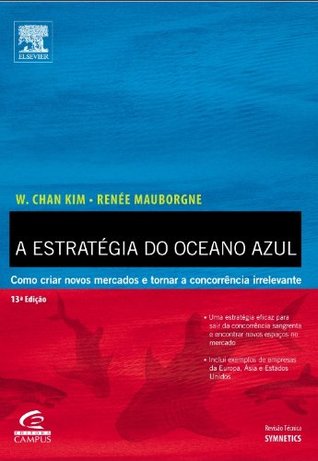 ELSEVIER
W. CHAN KIM • RENÉE MAUBORGNE
A ESTRATÉGIA DO OCEANO AZUL
Como criar novos mercados e tornar a concorrência irrelevante
13ª Edição
• Uma estratégia eficaz para
sair da concorrência sangrenta
e encontrar novos espaços no
mercado
• Inclui exemplos de empresas
da Europa, Ásia e Estados
Unidos
EDITORA
CAMPUS
Revisão Técnica
SYMNETICS